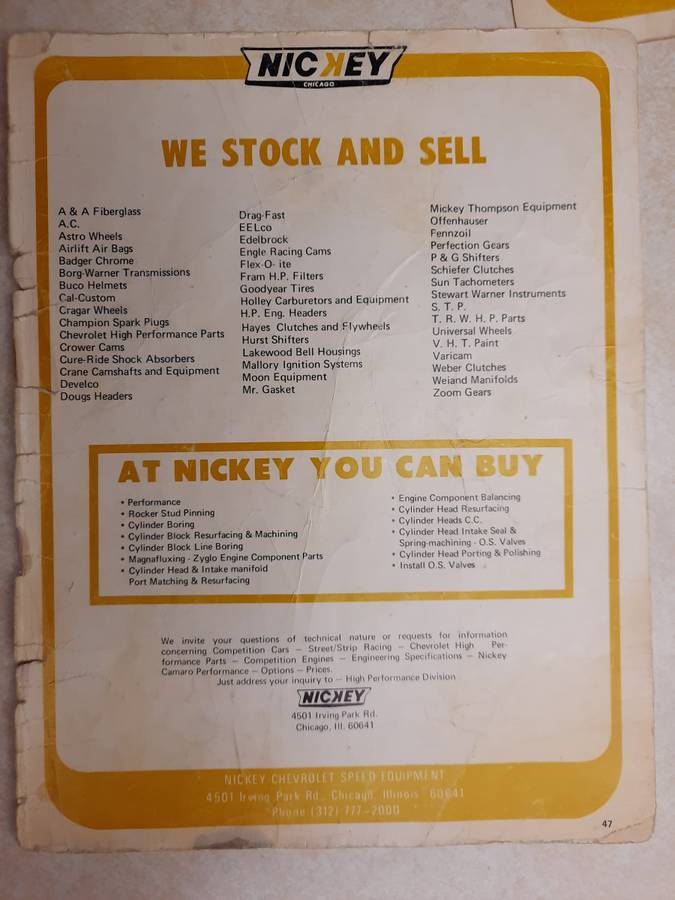 NICKEY
CHICAGO
WE STOCK AND SELL
A & A Fiberglass
A.C.
Astro Wheels
Airlift Air Bags
Badger Chrome
Borg-Warner Transmissions
Buco Helmets
Cal-Custom
Cragar Wheels
Champion Spark Plugs
Chevrolet High Performance Parts
Crower Cams
Cure-Ride Shock Absorbers
Crane Camshafts and Equipment
Develco
Dougs Headers
Drag-Fast
EELco
Edelbrock
Engle Racing Cams
Flex-O- ite
Fram H.P. Filters
Goodyear Tires
Holley Carburetors and Equipment
H.P. Eng. Headers
Hayes Clutches and Flywheels
Hurst Shifters
Lakewood Bell Housings
Mallory Ignition Systems
Moon Equipment
Mr. Gasket
Mickey Thompson Equipment
Offenhauser
Fennzoil
Perfection Gears
P & G Shifters
Schiefer Clutches
Sun Tachometers
Stewart Warner Instruments
S. T. P.
T. R. W. H. P. Parts
Universal Wheels
V. H. T. Paint
Varicam
Weber Clutches
Weiand Manifolds
Zoom Gears
AT NICKEY YOU CAN BUY
• Performance
• Rocker Stud Pinning
• Cylinder Boring
• Cylinder Block Resurfacing & Machining
• Cylinder Block Line Boring
• Magnafluxing - Zyglo Engine Component Parts
• Cylinder Head & Intake manifold
Port Matching & Resurfacing
• Engine Component Balancing
• Cylinder Head Resurfacing
• Cylinder Heads C.C.
• Cylinder Head Intake Seal &
Spring-machining - O.S. Valves
• Cylinder Head Porting & Polishing
• Install O.S. Valves
We invite your questions of technical nature or requests for information
concerning Competition Cars — Street/Strip Racing — Chevrolet High Per-
formance Parts — Competition Engines — Engineering Specifications — Nickey
Camaro Performance — Options — Prices.
Just address your inquiry to — High Performance Division
NICKEY
4501 Irving Park Rd.
Chicago, Ill. 60641
NICKEY CHEVROLET SPEED EQUIPMENT
4501 Irving Park Rd., Chicago, Illinois 60641
Phone (312) 777-2000
47